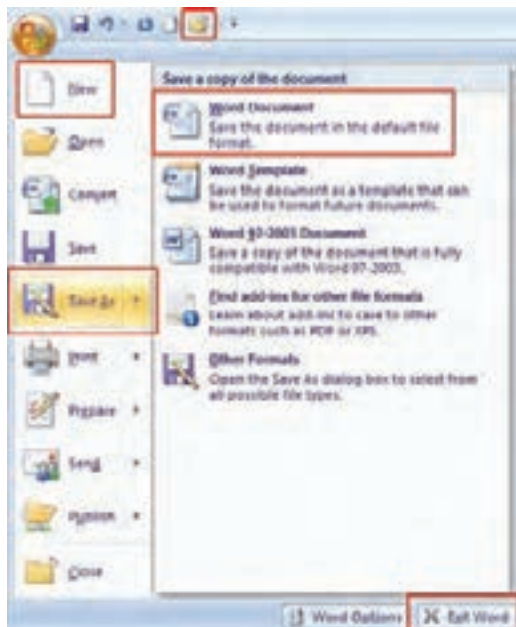 New
Open
Convert
Save
Save As
Print
Prepare
Send
Publish
Close
Save a copy of the document
Word Document
Save the document in the default file
format.
Word Template
Save the document as a template that can
be used to format future documents.
Word 97-2003 Document
Save a copy of the document that is fully
compatible with Word 97-2003.
Find add-ins for other file formats
Learn about add-ins to save to other
formats such as PDF or XPS.
Other Formats
Open the Save As dialog box to select from
all possible file types.
Word Options
Exit Word